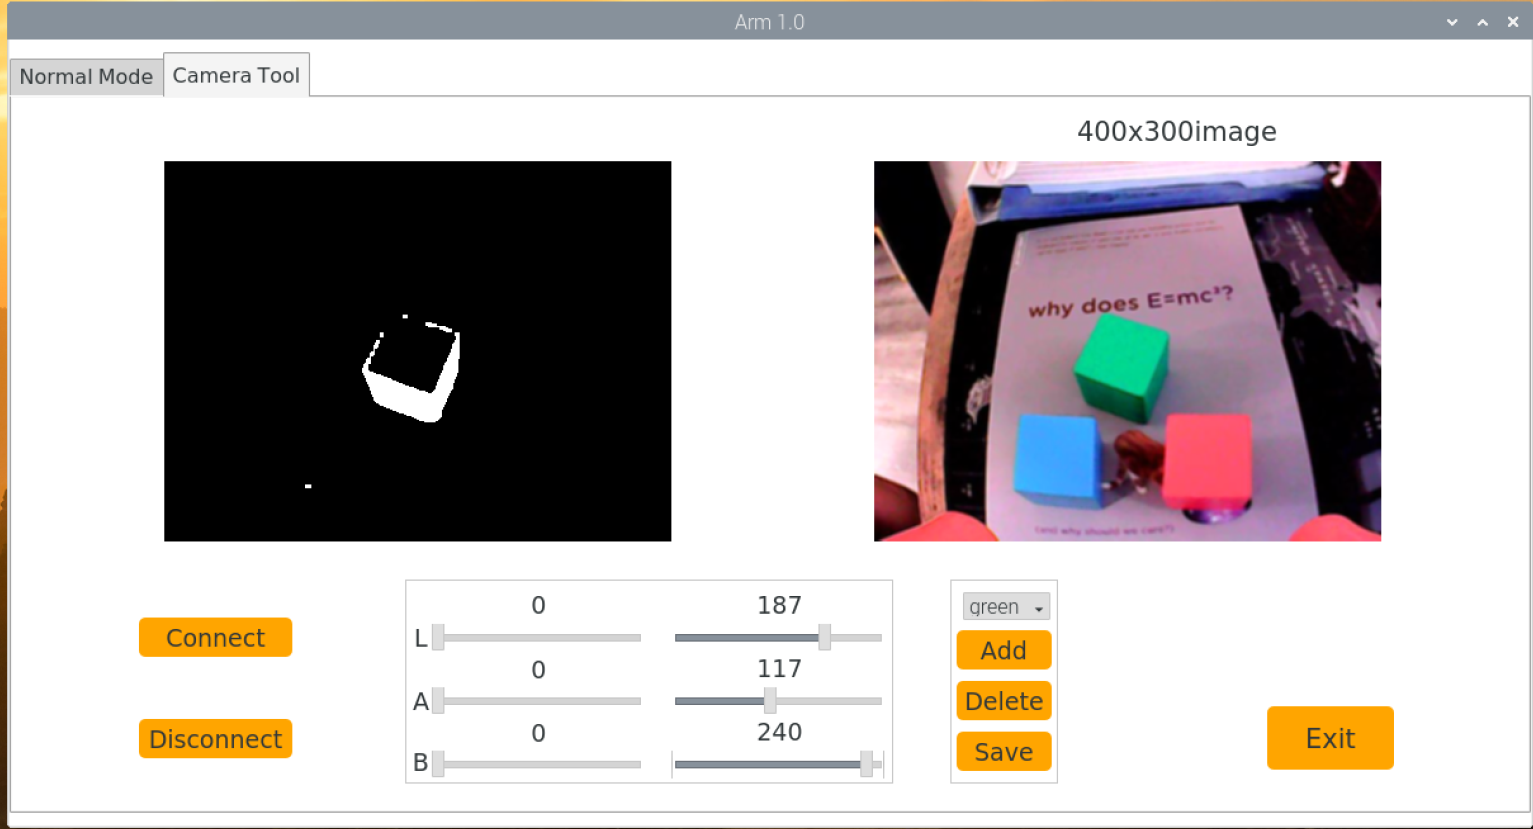 Arm 1.0
Normal Mode
Camera Tool
400x300image
why does E=mc²?
(and why should we care?)
0
187
L
0
117
A
0
240
B
Connect
Disconnect
green
Add
Delete
Save
Exit